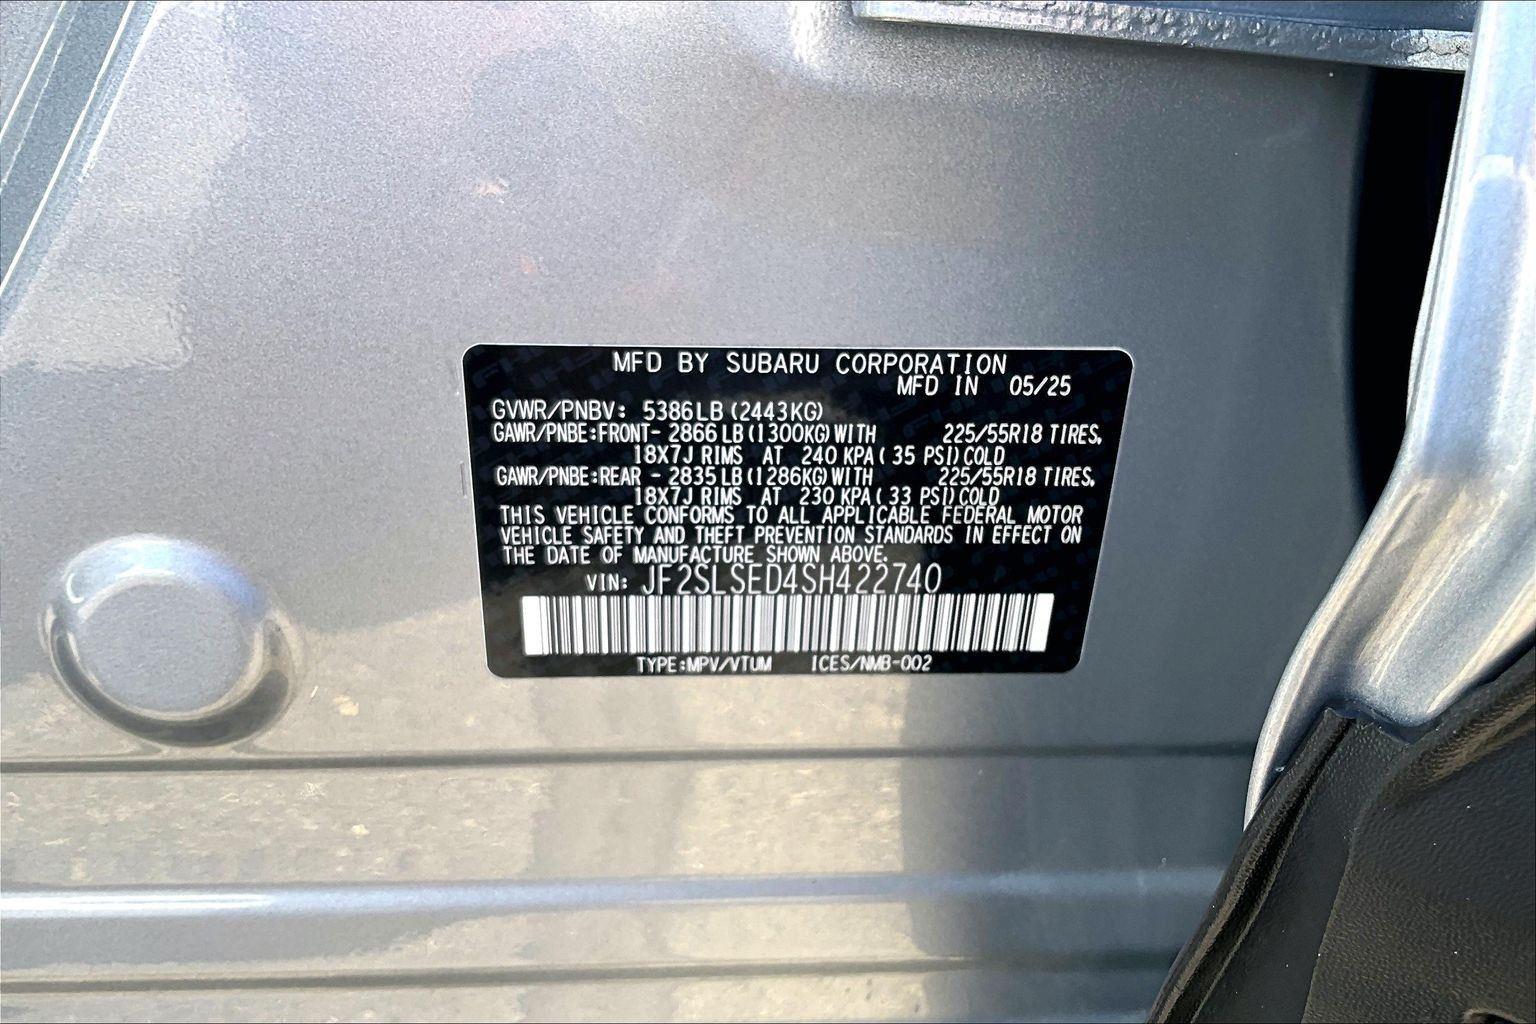 MFD BY SUBARU CORPORATION
MFD IN 05/25
GVWR/PNBV: 5386LB (2443KG)
GAWR/PNBE:FRONT- 2866 LB (1300KG) WITH 225/55R18 TIRES,
18X7J RIMS AT 240 KPA ( 35 PSI) COLD
GAWR/PNBE:REAR - 2835 LB (1286KG) WITH 225/55R18 TIRES,
18X7J RIMS AT 230 KPA ( 33 PSI) COLD
THIS VEHICLE CONFORMS TO ALL APPLICABLE FEDERAL MOTOR
VEHICLE SAFETY AND THEFT PREVENTION STANDARDS IN EFFECT ON
THE DATE OF MANUFACTURE SHOWN ABOVE.
VIN: JF2SLSED4SH422740
TYPE:MPV/VTUM ICES/NMB-002